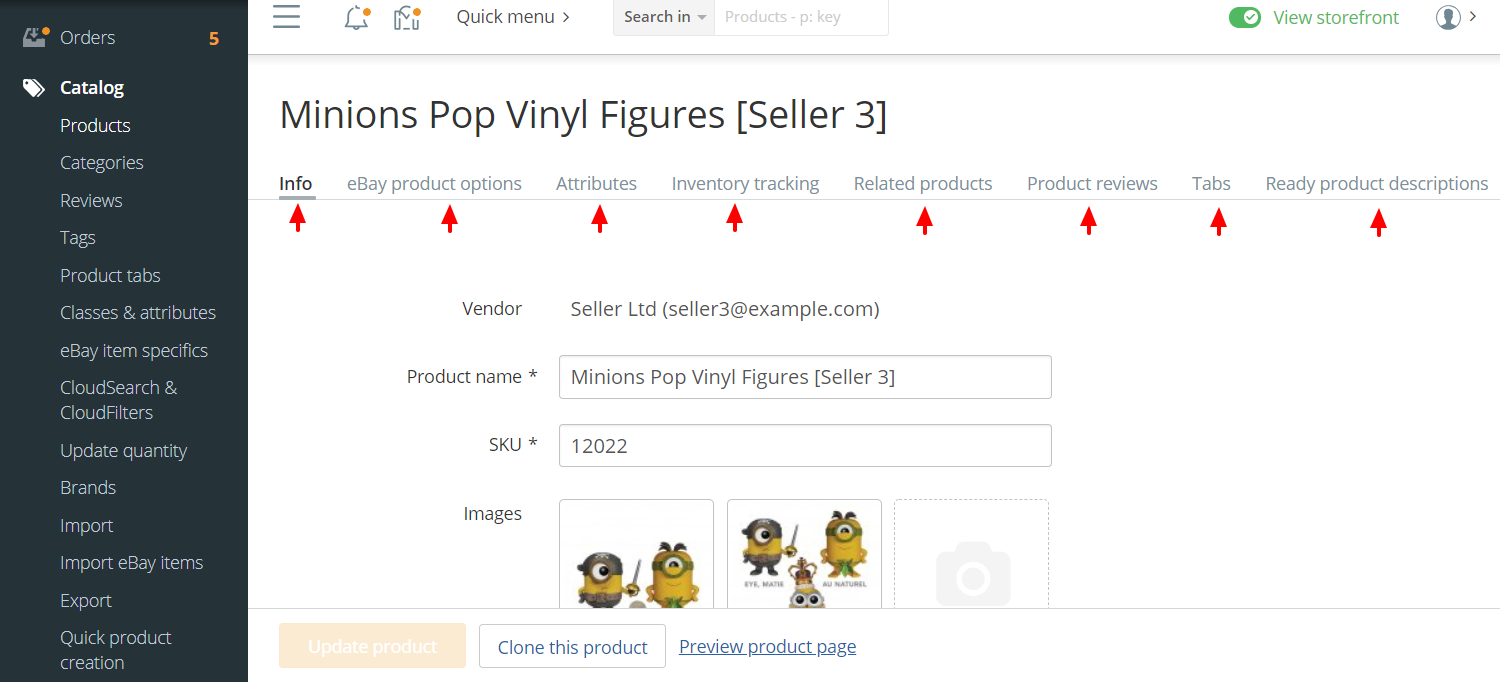 Orders 5
Catalog
Products
Categories
Reviews
Tags
Product tabs
Classes & attributes
eBay item specifics
CloudSearch &
CloudFilters
Update quantity
Brands
Import
Import eBay items
Export
Quick product
creation
Quick menu Search in Products - p: key View storefront
Minions Pop Vinyl Figures [Seller 3]
Info eBay product options Attributes Inventory tracking Related products Product reviews Tabs Ready product descriptions
Vendor Seller Ltd (seller3@example.com)
Product name * Minions Pop Vinyl Figures [Seller 3]
SKU * 12022
Images
EYE, MATIE AU NATUREL
Update product Clone this product Preview product page